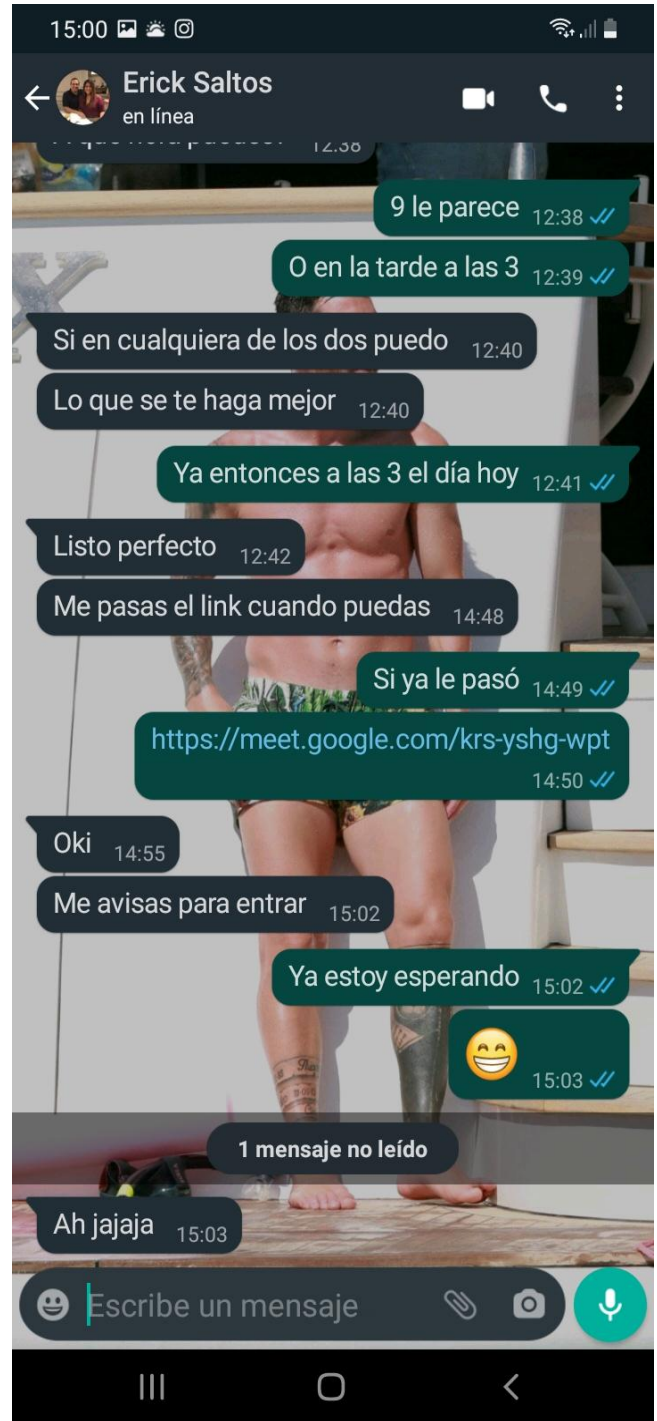 15:00
Erick Saltos
en línea
12:38
9 le parece 12:38
O en la tarde a las 3 12:39
Si en cualquiera de los dos puedo 12:40
Lo que se te haga mejor 12:40
Ya entonces a las 3 el día hoy 12:41
Listo perfecto 12:42
Me pasas el link cuando puedas 14:48
Si ya le pasó 14:49
https://meet.google.com/krs-yshg-wpt
14:50
Oki 14:55
Me avisas para entrar 15:02
Ya estoy esperando 15:02
15:03
1 mensaje no leído
Ah jajaja 15:03
Escribe un mensaje